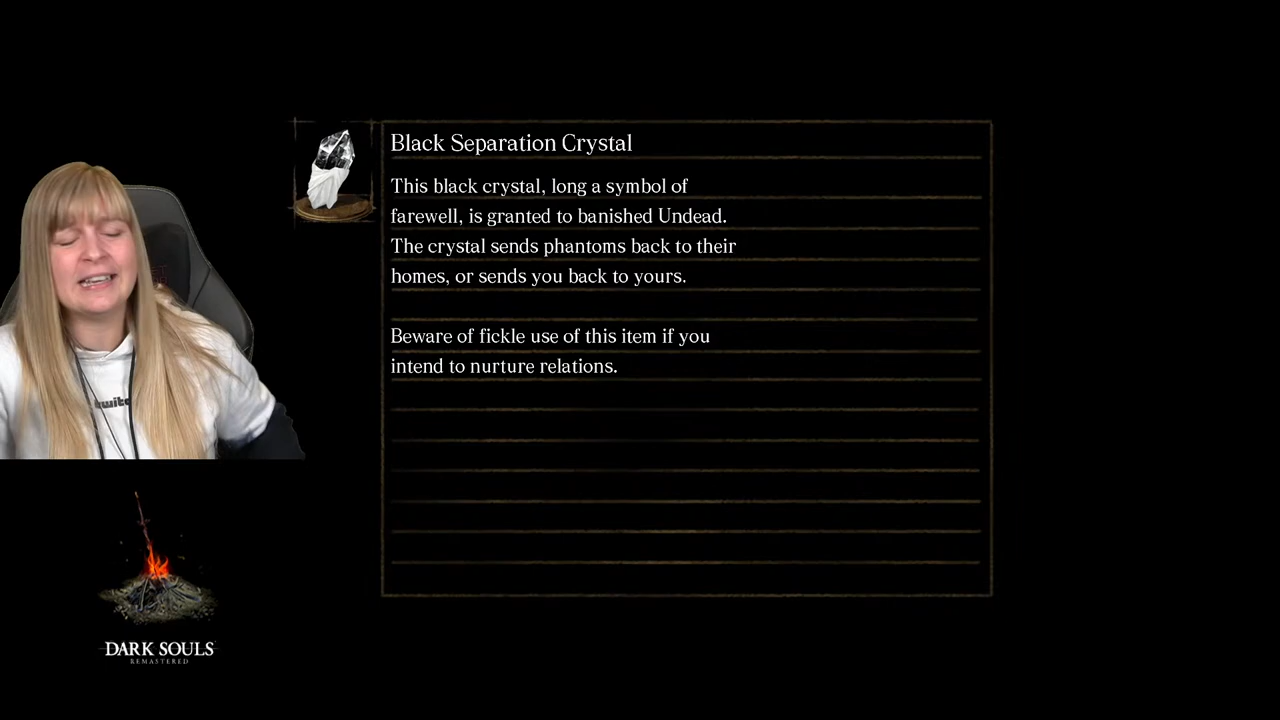 Black Separation Crystal
This black crystal, long a symbol of
farewell, is granted to banished Undead.
The crystal sends phantoms back to their
homes, or sends you back to yours.
Beware of fickle use of this item if you
intend to nurture relations.
DARK SOULS
REMASTERED